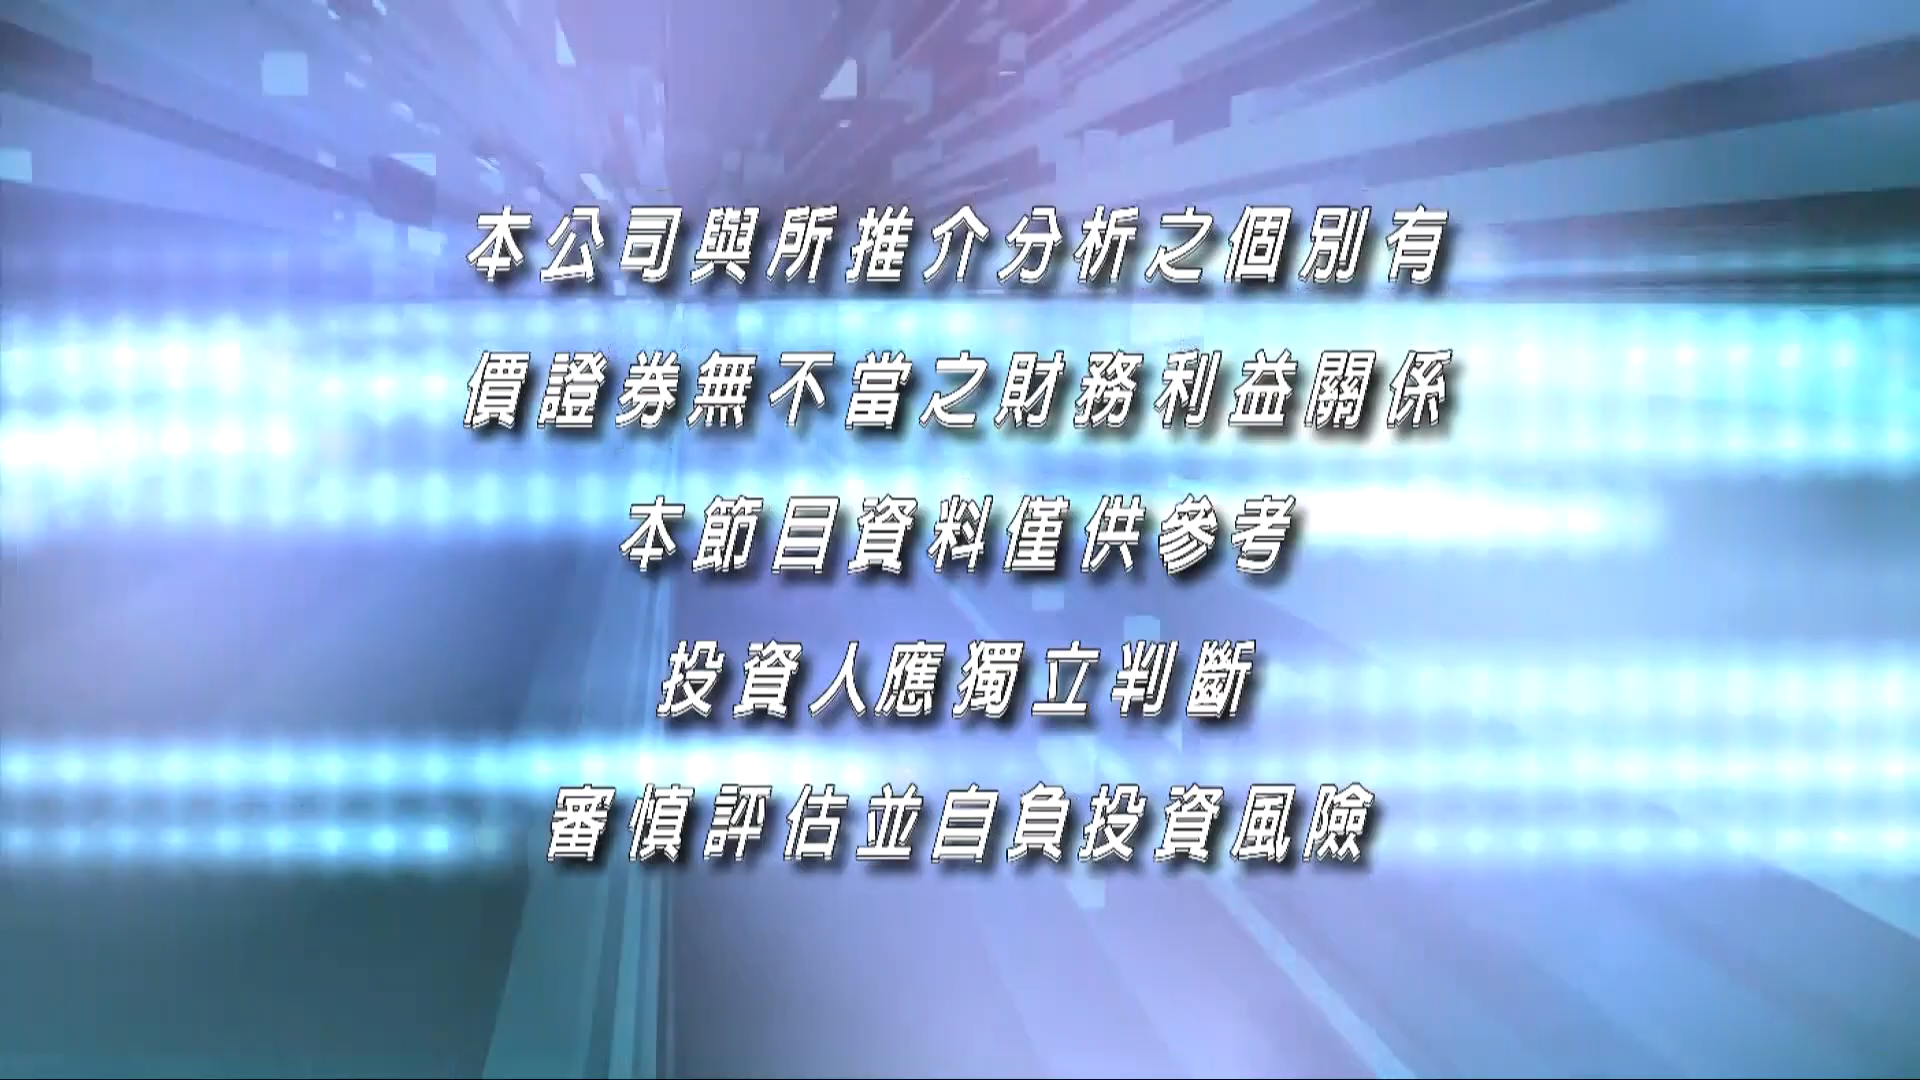 本公司與所推介分析之個別有
價證券無不當之財務利益關係
本節目資料僅供參考
投資人應獨立判斷
審慎評估並自負投資風險